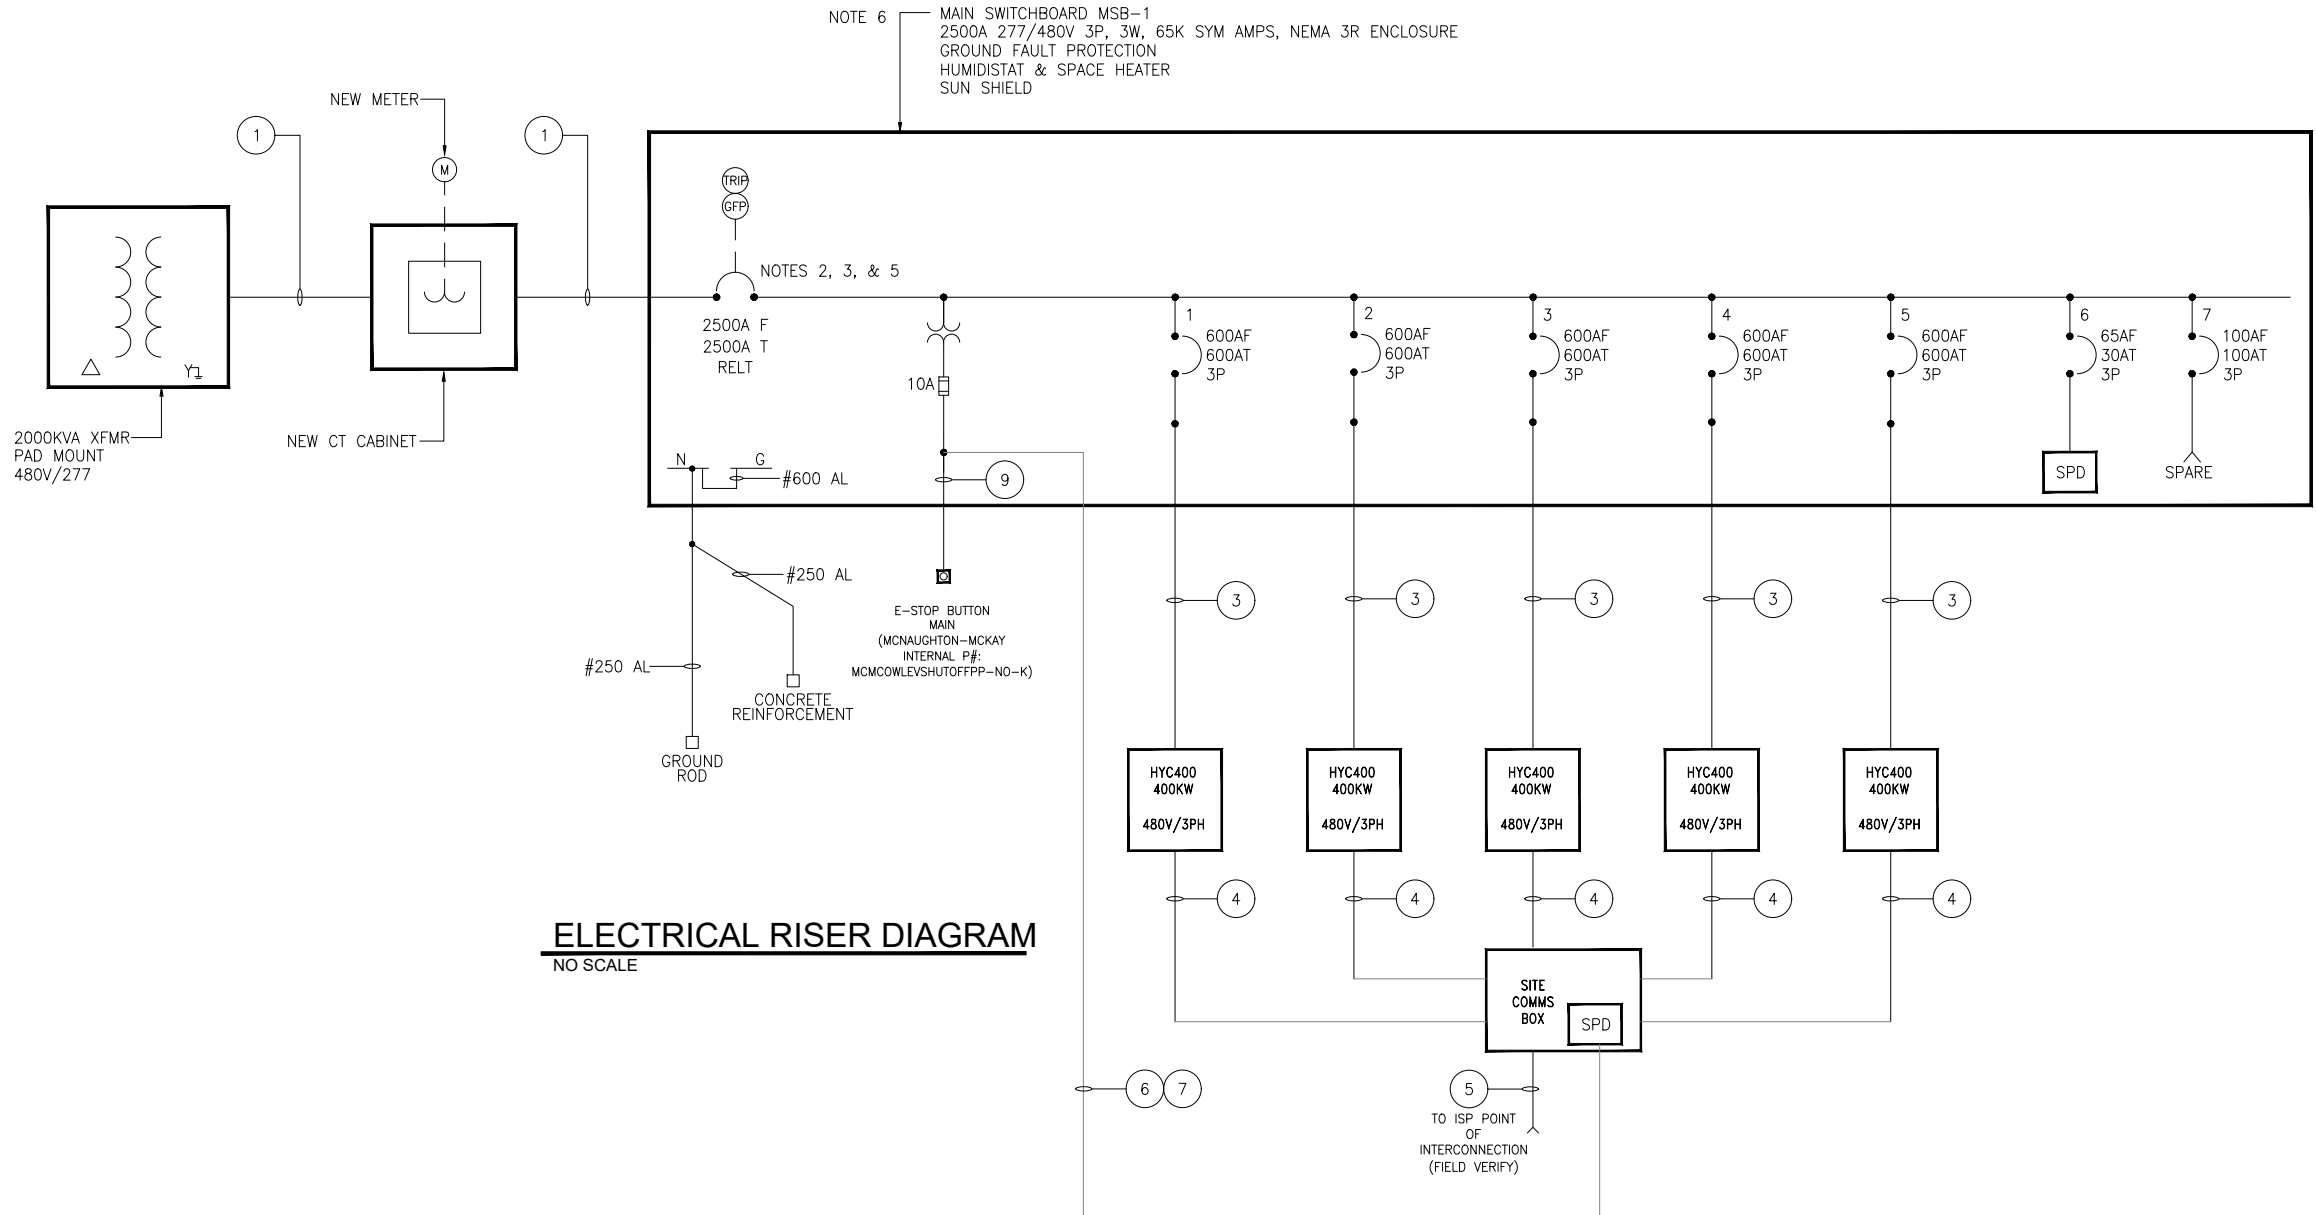 NOTE 6
MAIN SWITCHBOARD MSB-1
2500A 277/480V 3P, 3W, 65K SYM AMPS, NEMA 3R ENCLOSURE
GROUND FAULT PROTECTION
HUMIDISTAT & SPACE HEATER
SUN SHIELD
NEW METER
1
1
M
TRIP
GFP
NOTES 2, 3, & 5
2500A F
2500A T
RELT
10A
1
600AF
600AT
3P
2
600AF
600AT
3P
3
600AF
600AT
3P
4
600AF
600AT
3P
5
600AF
600AT
3P
6
65AF
30AT
3P
7
100AF
100AT
3P
Y
2000KVA XFMR
PAD MOUNT
480V/277
NEW CT CABINET
N
G
#600 AL
9
SPD
SPARE
#250 AL
#250 AL
E-STOP BUTTON
MAIN
(MCNAUGHTON-MCKAY
INTERNAL P#:
MCMCOWLEVSHUTOFFPP-NO-K)
3
3
3
3
3
CONCRETE
REINFORCEMENT
GROUND
ROD
HYC400
400KW
480V/3PH
HYC400
400KW
480V/3PH
HYC400
400KW
480V/3PH
HYC400
400KW
480V/3PH
HYC400
400KW
480V/3PH
4
4
4
4
4
ELECTRICAL RISER DIAGRAM
NO SCALE
SITE
COMMS
BOX
SPD
6
7
5
TO ISP POINT
OF
INTERCONNECTION
(FIELD VERIFY)